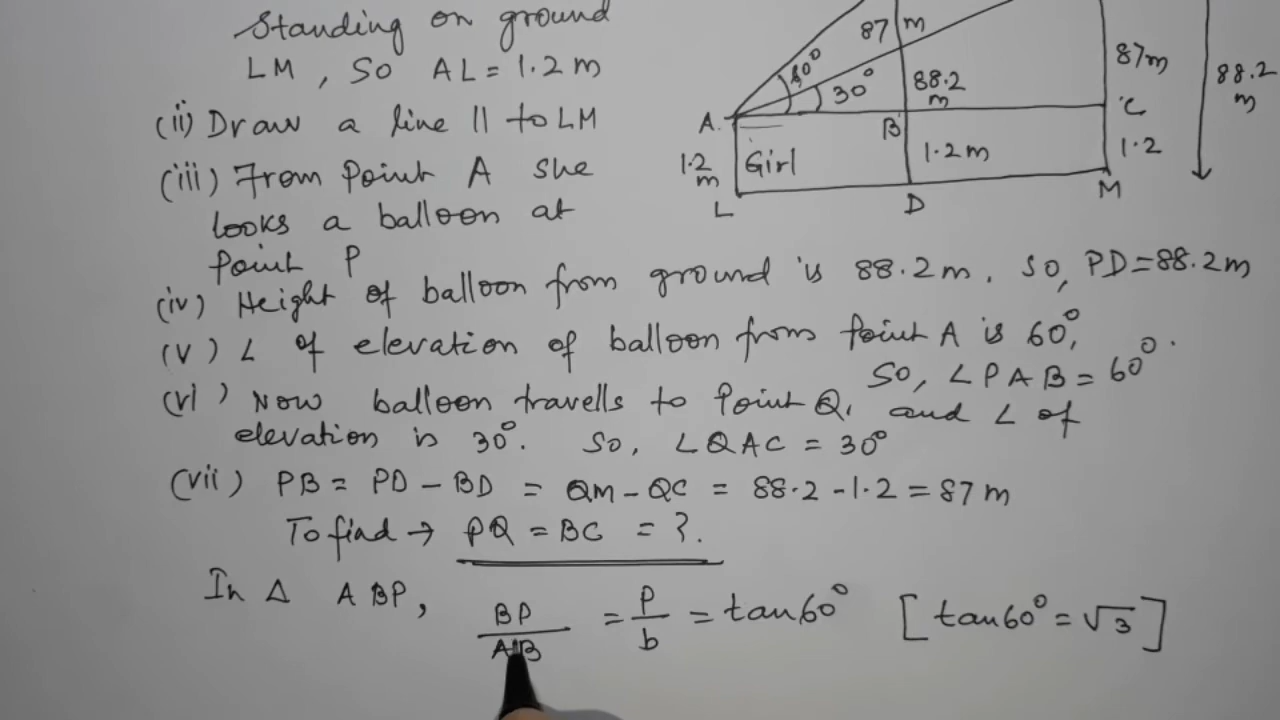 Standing on ground
LM, SO AL = 1.2 m
(ii) Draw a line || to LM
(iii) From Point A she
looks a balloon at
Point P
(iv) Height of balloon from ground is 88.2 m. So, PD = 88.2 m
(v) ∠ of elevation of balloon from Point A is 60°,
So, ∠PAB = 60°.
(vi) Now balloon travells to Point Q, and ∠ of
elevation is 30°. So, ∠QAC = 30°
(vii) PB = PD - BD = QM - QC = 88.2 - 1.2 = 87 m
To find → PQ = BC = ?.
In Δ ABP, BP/AB = P/b = tan60° [tan60° = √3]
87 m
60°
30°
88.2 m
87m
88.2 m
A.
B
C
1.2 m
Girl
1.2 m
1.2
L
D
M